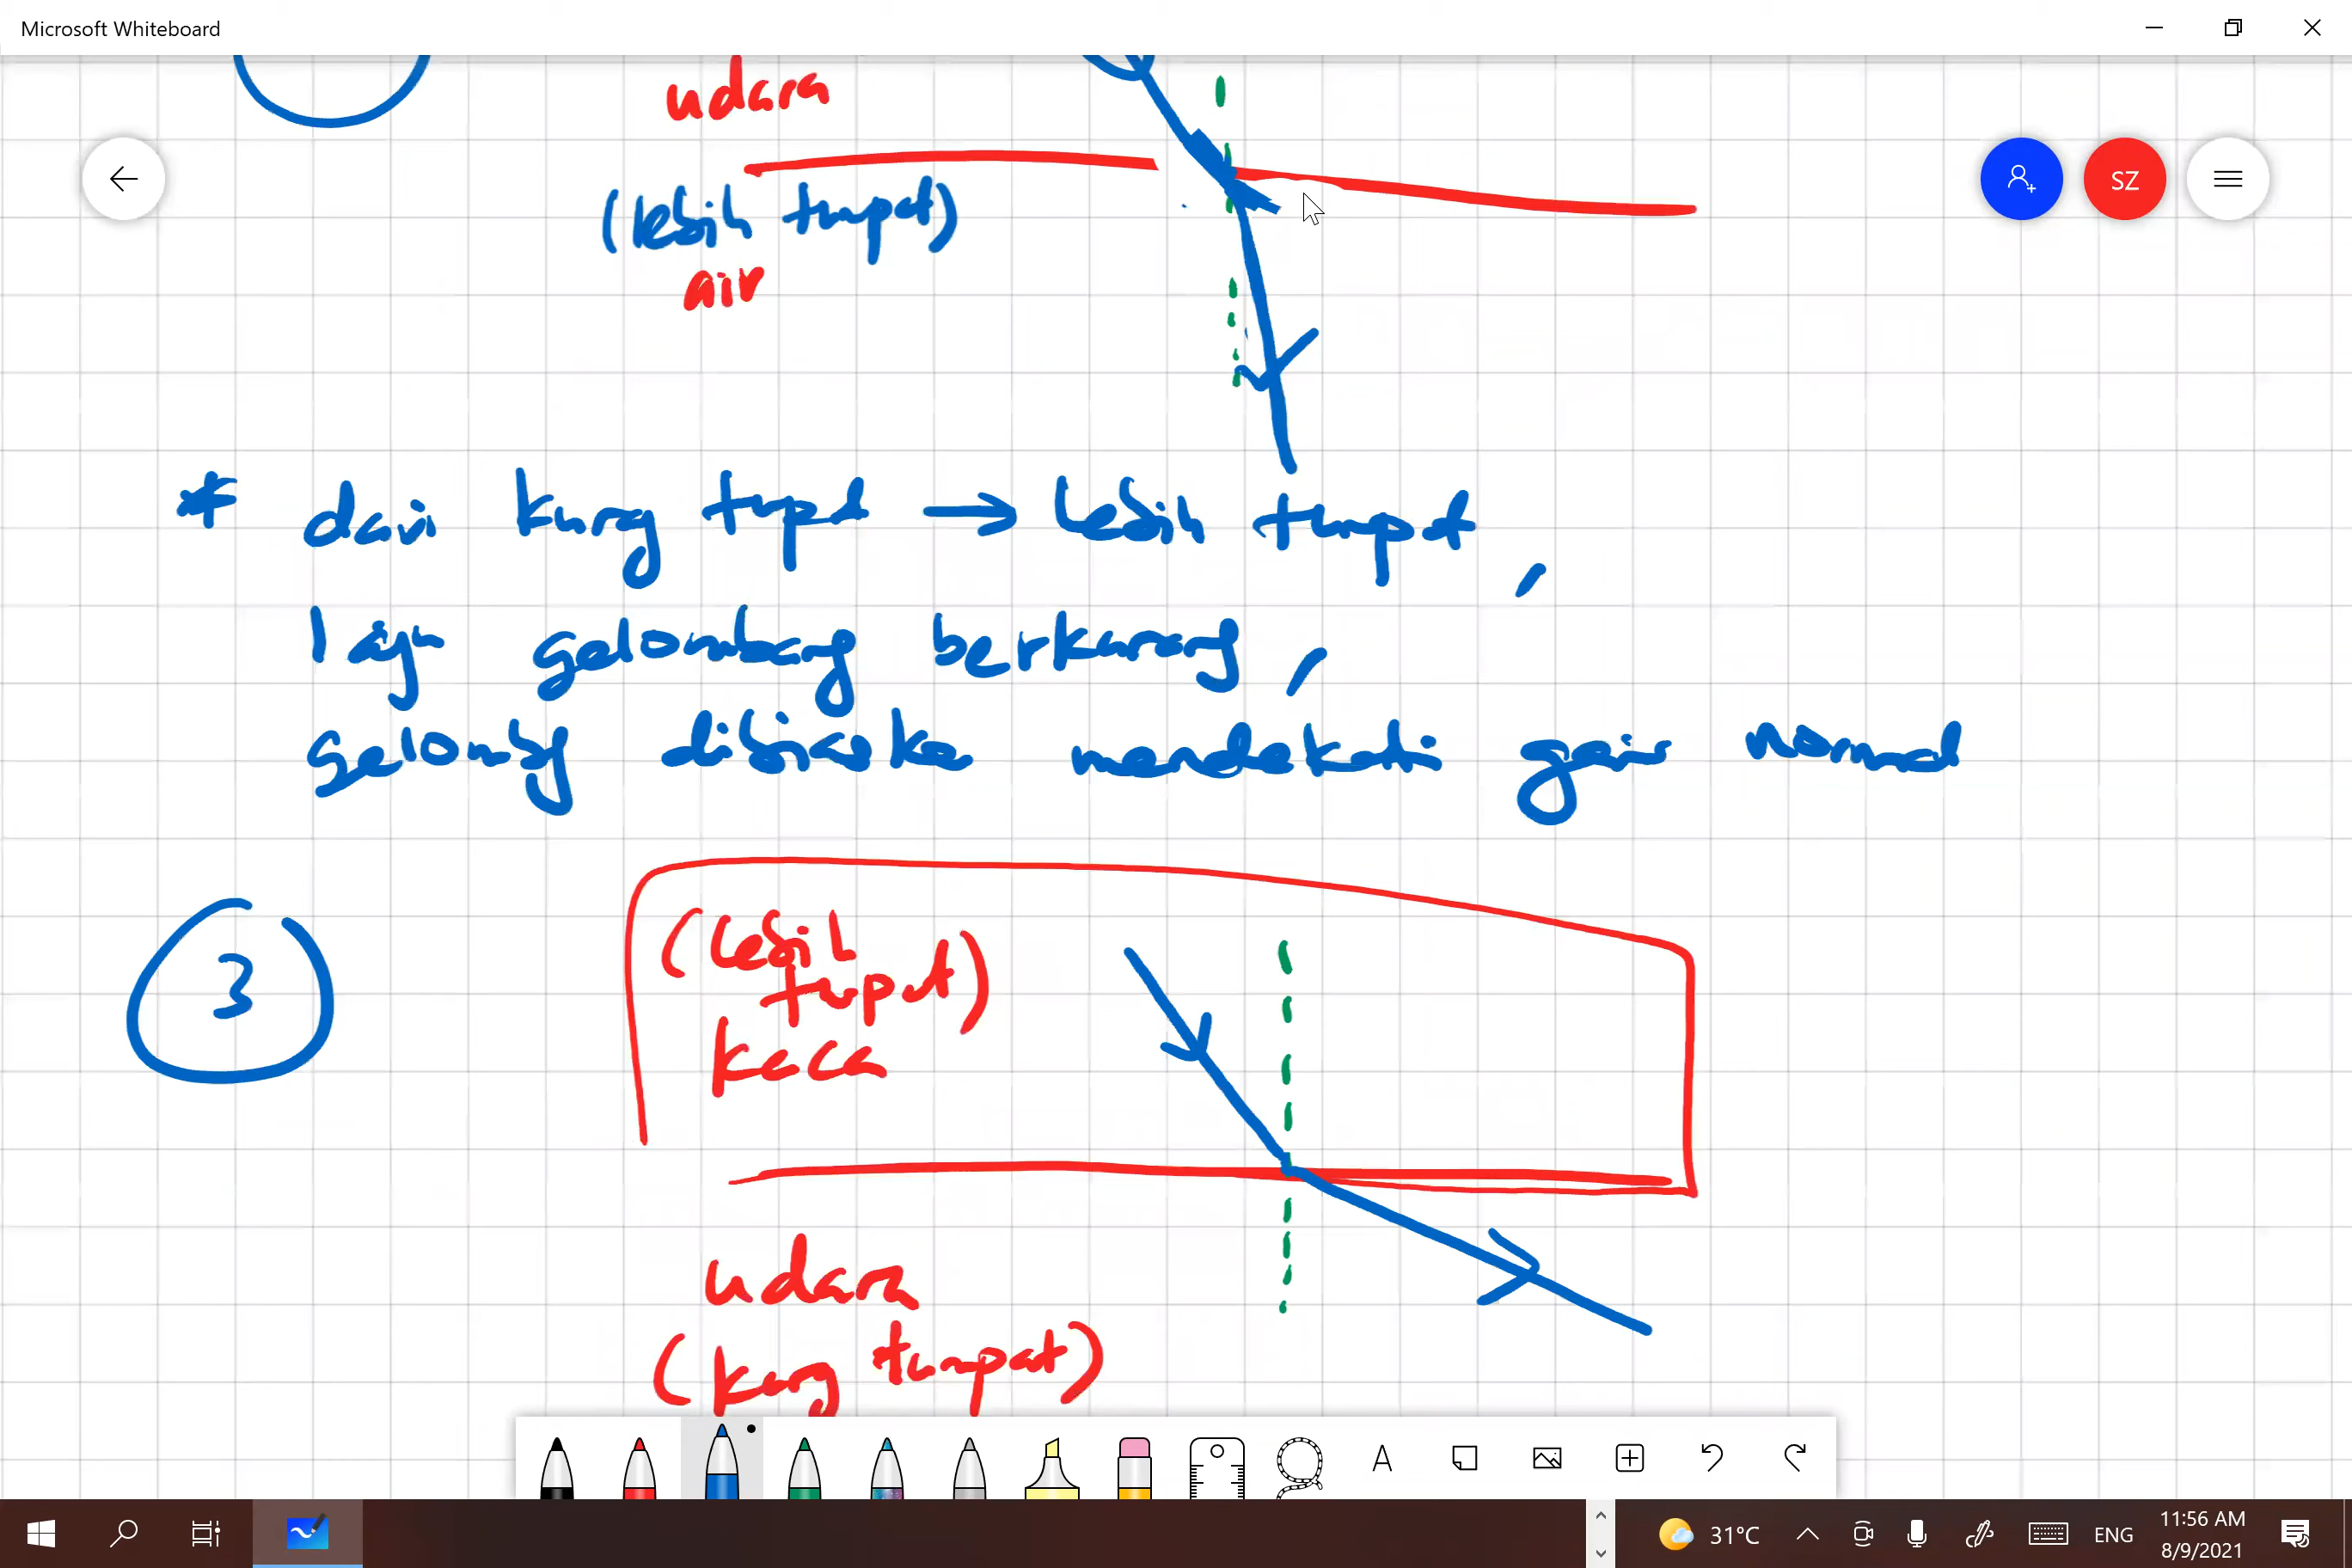 Microsoft Whiteboard
udara
SZ
(lebih tumpat)
air
* dari kurang tumpat → lebih tumpat,
laju gelombang berkurang,
gelombang dibiaskan mendekati garis normal
3
(lebih
tumpat)
kaca
udara
(kurang tumpat)
A
31°C
ENG
11:56 AM
8/9/2021